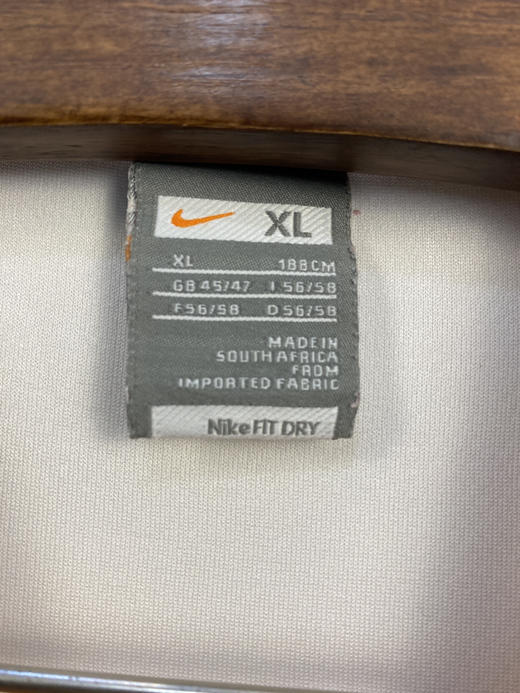 XL
XL 188CM
GB 45/47 I 56/58
F 56/58 D 56/58
MADE IN
SOUTH AFRICA
FROM
IMPORTED FABRIC
Nike FIT DRY